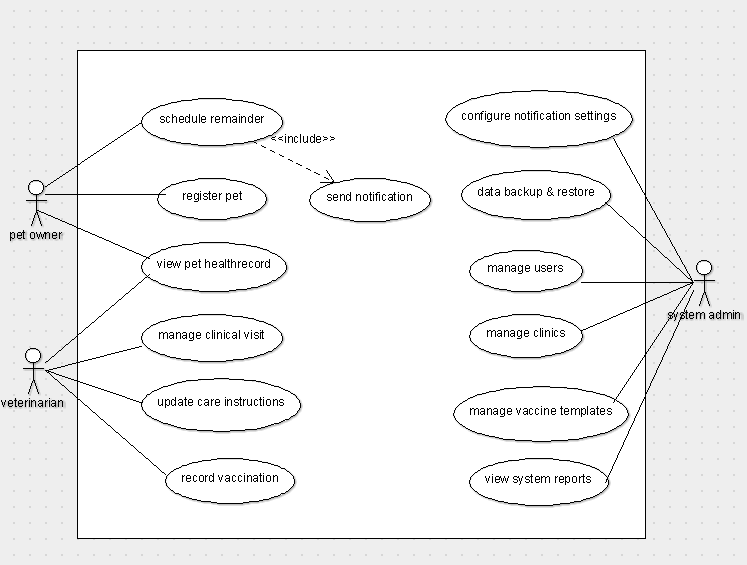 schedule remainder
configure notification settings
<<include>>
register pet
send notification
data backup & restore
pet owner
view pet healthrecord
manage users
system admin
manage clinical visit
manage clinics
veterinarian
update care instructions
manage vaccine templates
record vaccination
view system reports